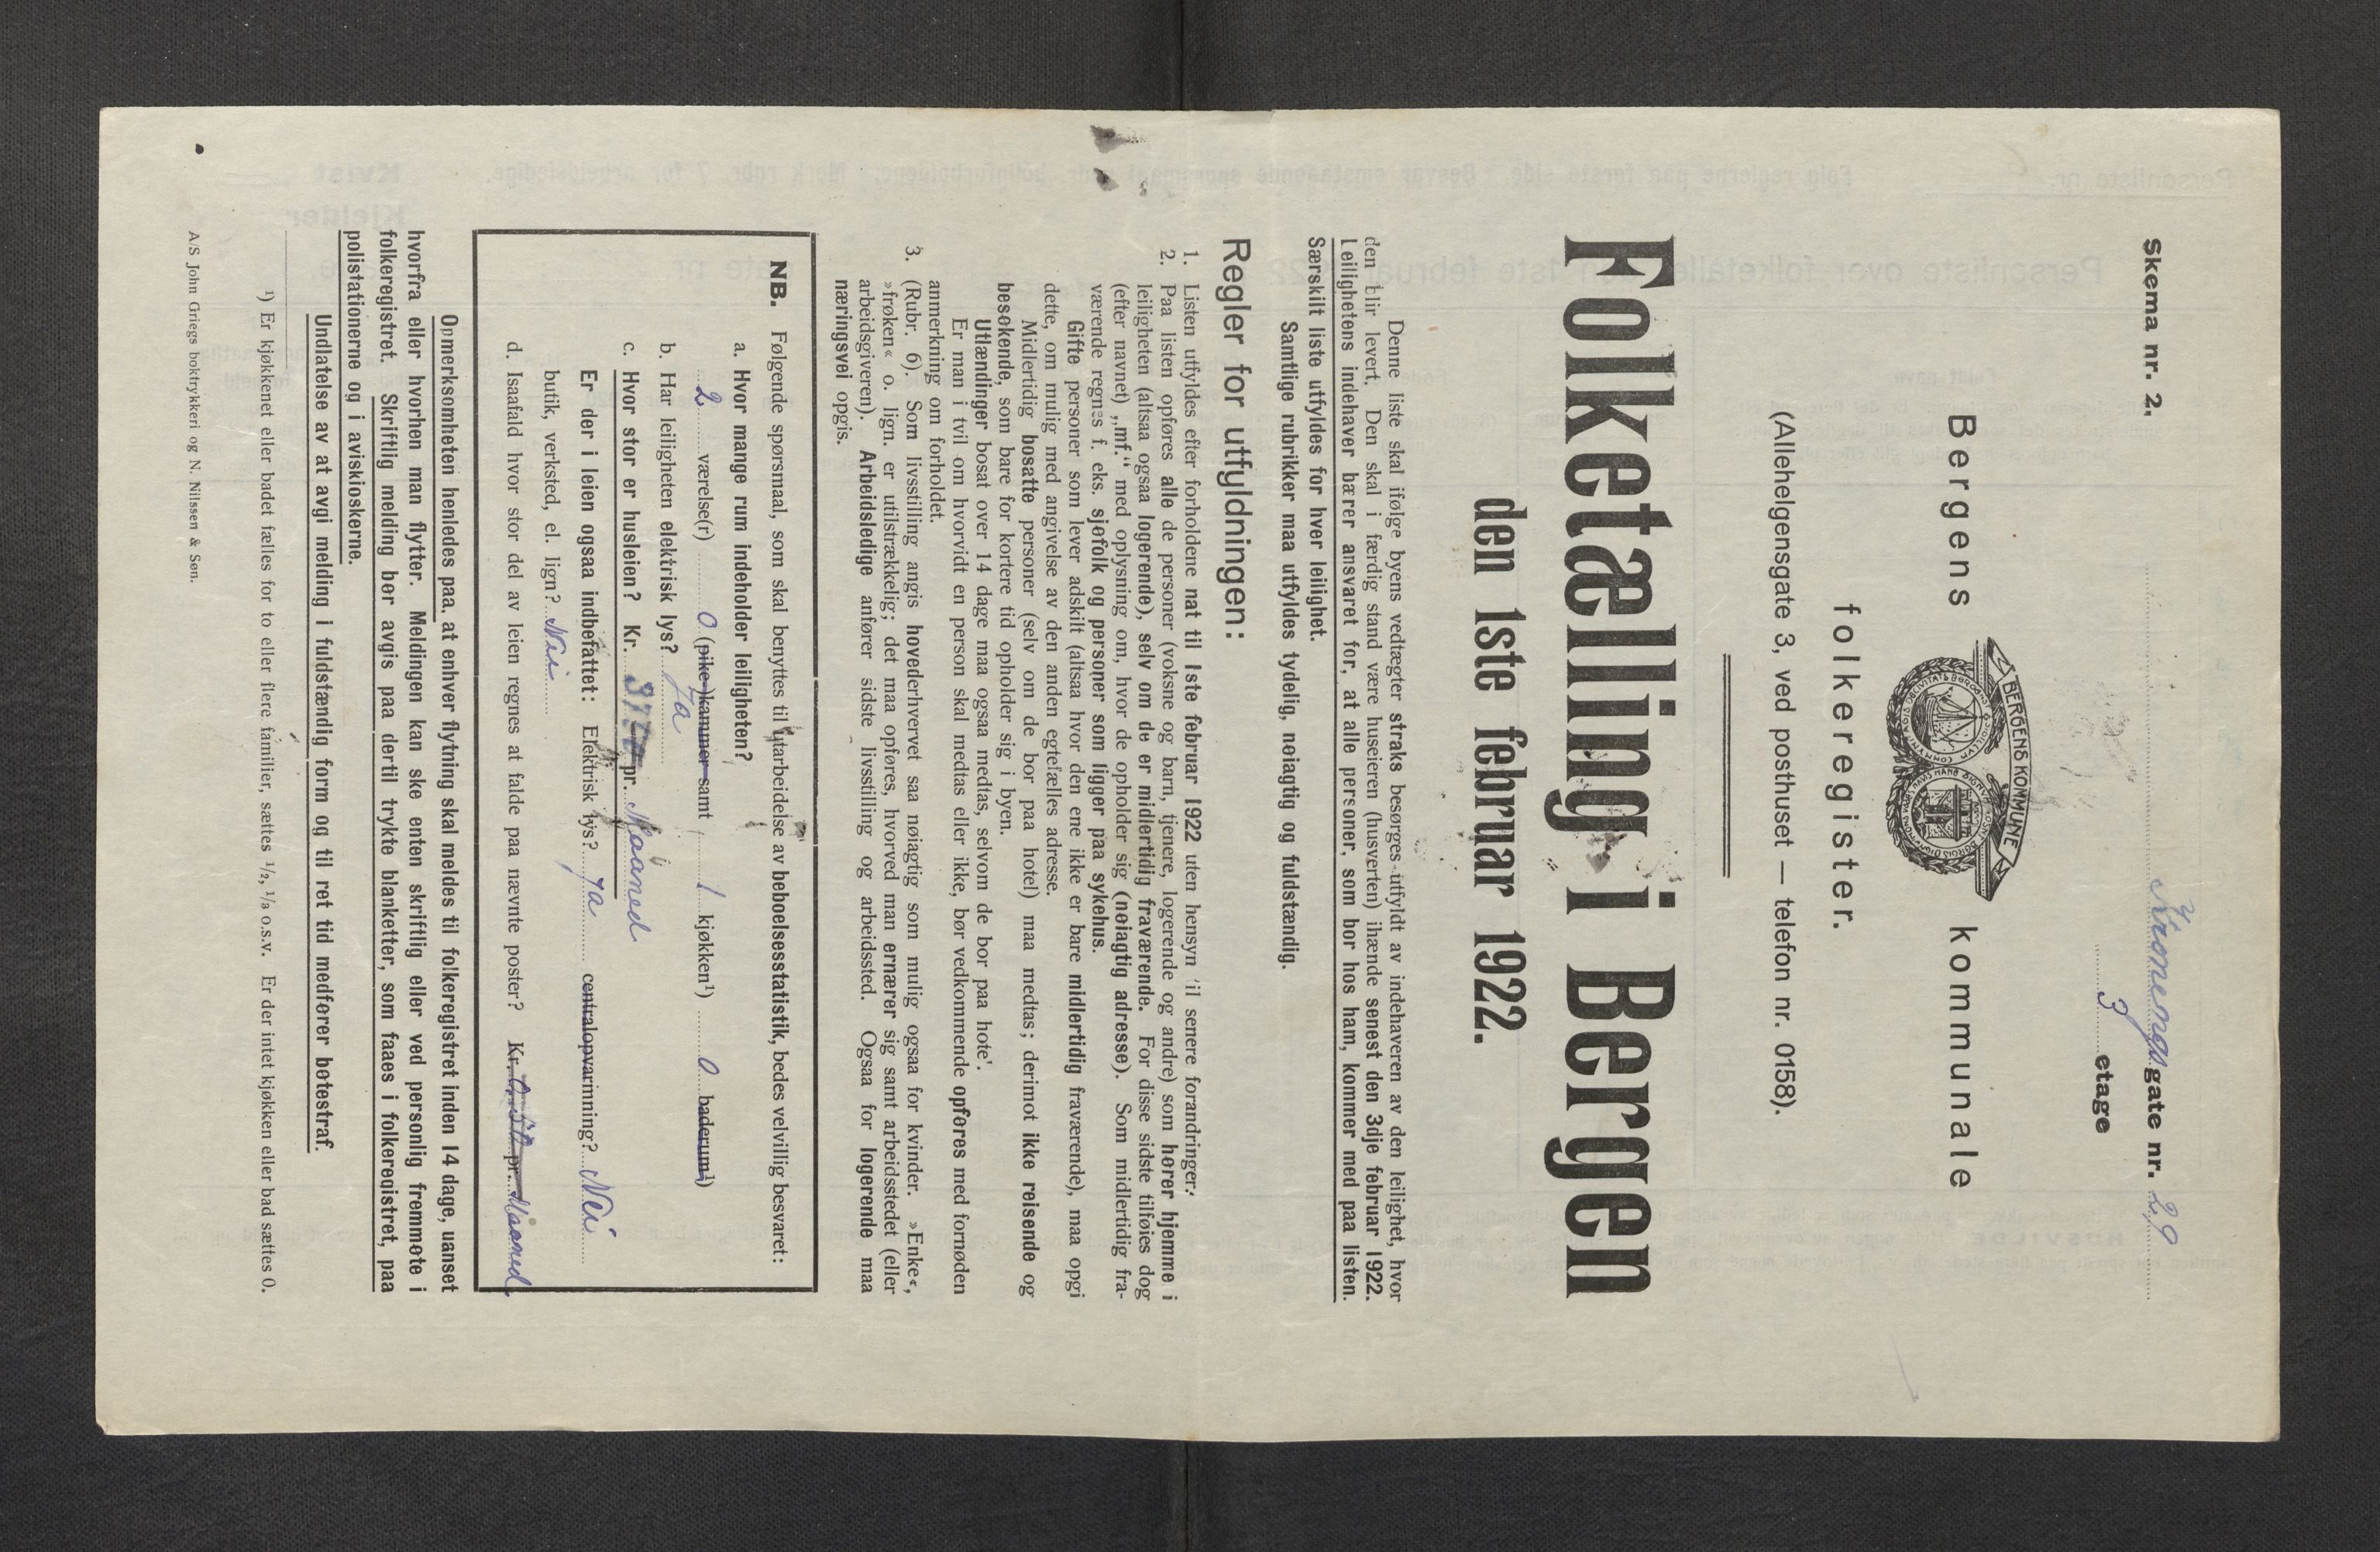 Skema nr. 2.
Kroneengs gate nr. 29
3 etage
BERGENS KOMMUNE
Bergens kommunale
folkeregister.
(Allehelgensgate 3, ved posthuset — telefon nr. 0158).
Folketælling i Bergen
den 1ste februar 1922.
Denne liste skal ifølge byens vedtægter straks besørges utfyldt av indehaveren av den leilighet, hvor
den blir levert. Den skal i færdig stand være huseieren (husverten) ihænde senest den 3dje februar 1922.
Leilighetens indehaver bærer ansvaret for, at alle personer, som bor hos ham, kommer med paa listen.
Særskilt liste utfyldes for hver leilighet.
Samtlige rubrikker maa utfyldes tydelig, nøiagtig og fuldstændig.
Regler for utfyldningen:
1. Listen utfyldes efter forholdene nat til 1ste februar 1922 uten hensyn til senere forandringer.
2. Paa listen opføres alle de personer (voksne og barn, tjenere, logerende og andre) som hører hjemme i
leiligheten (altsaa ogsaa logerende), selv om de er midlertidig fraværende. For disse sidste tilføies dog
(efter navnet) „mf.“ med oplysning om, hvor de opholder sig (nøiagtig adresse). Som midlertidig fra-
værende regnes f. eks. sjøfolk og personer som ligger paa sykehus.
Gifte personer som lever adskilt (altsaa hvor den ene ikke er bare midlertidig fraværende), maa opgi
dette, om mulig med angivelse av den anden egtefælles adresse.
Midlertidig bosatte personer (selv om de bor paa hotel) maa medtas; derimot ikke reisende og
besøkende, som bare for kortere tid opholder sig i byen.
Utlændinger bosat over 14 dage maa ogsaa medtas, selvom de bor paa hotel.
Er man i tvil om hvorvidt en person skal medtas eller ikke, bør vedkommende opføres med fornøden
anmerkning om forholdet.
3. (Rubr. 6). Som livsstilling angis hovederhvervet saa nøiagtig som mulig ogsaa for kvinder. »Enke«,
»frøken« o. lign. er utilstrækkelig; det maa opføres, hvorved man ernærer sig samt arbeidsstedet (eller
arbeidsgiveren). Arbeidsledige anfører sidste livsstilling og arbeidssted. Ogsaa for logerende maa
næringsvei opgis.
NB. Følgende spørsmaal, som skal benyttes til utarbeidelse av beboelsesstatistik, bedes velvillig besvaret:
a. Hvor mange rum indeholder leiligheten?
2 værelse(r) 0 (pike-)kammer samt 1 kjøkken¹) 0 baderum¹)
b. Har leiligheten elektrisk lys? Ja
c. Hvor stor er husleien? Kr. pr. Maaned
Er der i leien ogsaa indbefattet: Elektrisk lys? Ja centralopvarmning? Nei
butik, verksted, el. lign? Nei
d. Isaafald hvor stor del av leien regnes at falde paa nævnte poster? Kr. pr. Maaned
Opmerksomheten henledes paa, at enhver flytning skal meldes til folkeregistret inden 14 dage, uanset
hvorfra eller hvorhen man flytter. Meldingen kan ske enten skriftlig eller ved personlig fremmøte i
folkeregistret. Skriftlig melding bør avgis paa dertil trykte blanketter, som faaes i folkeregistret, paa
polistationerne og i aviskioskerne.
Undlatelse av at avgi melding i fuldstændig form og til ret tid medfører bøtestraf.
¹) Er kjøkkenet eller badet fælles for to eller flere familier, sættes ¹/₂, ¹/₃ o.s.v. Er der intet kjøkken eller bad sættes 0.
A/S John Griegs boktrykkeri og N. Nilssen & Søn.